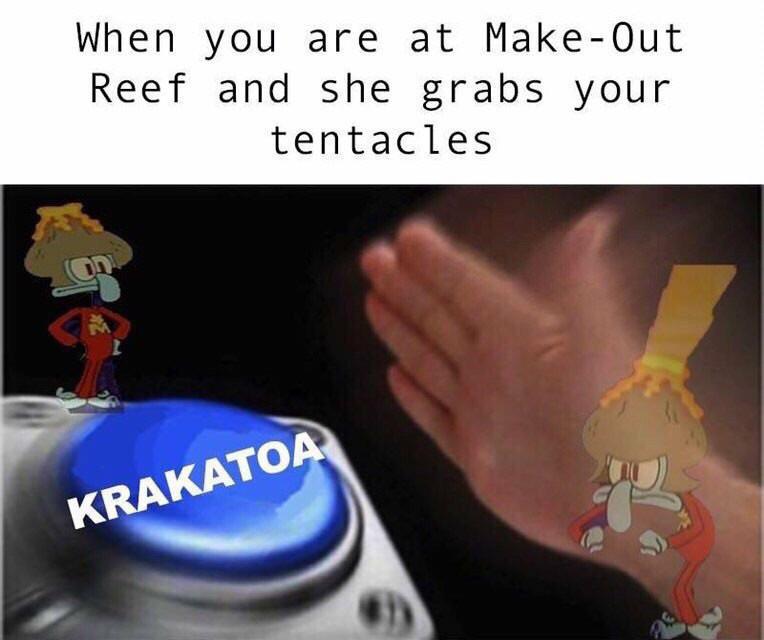 When you are at Make-Out
Reef and she grabs your
tentacles
KRAKATOA
M